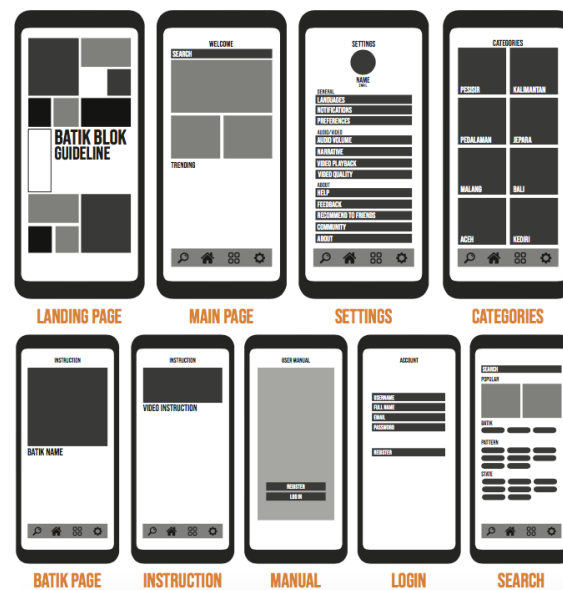 BATIK BLOK
GUIDELINE
LANDING PAGE
WELCOME
SEARCH
TRENDING
MAIN PAGE
SETTINGS
NAME
EMAIL
GENERAL
LANGUAGES
NOTIFICATIONS
PREFERENCES
AUDIO/VIDEO
AUDIO VOLUME
NARRATIVE
VIDEO PLAYBACK
VIDEO QUALITY
ABOUT
HELP
FEEDBACK
RECOMMEND TO FRIENDS
COMMUNITY
ABOUT
SETTINGS
CATEGORIES
PESISIR KALIMANTAN
PEDALAMAN JEPARA
MALANG BALI
ACEH KEDIRI
CATEGORIES
INSTRUCTION
BATIK NAME
BATIK PAGE
INSTRUCTION
VIDEO INSTRUCTION
INSTRUCTION
USER MANUAL
REGISTER
LOG IN
MANUAL
ACCOUNT
USERNAME
FULL NAME
EMAIL
PASSWORD
REGISTER
LOGIN
SEARCH
POPULAR
BATIK
PATTERN
STATE
SEARCH